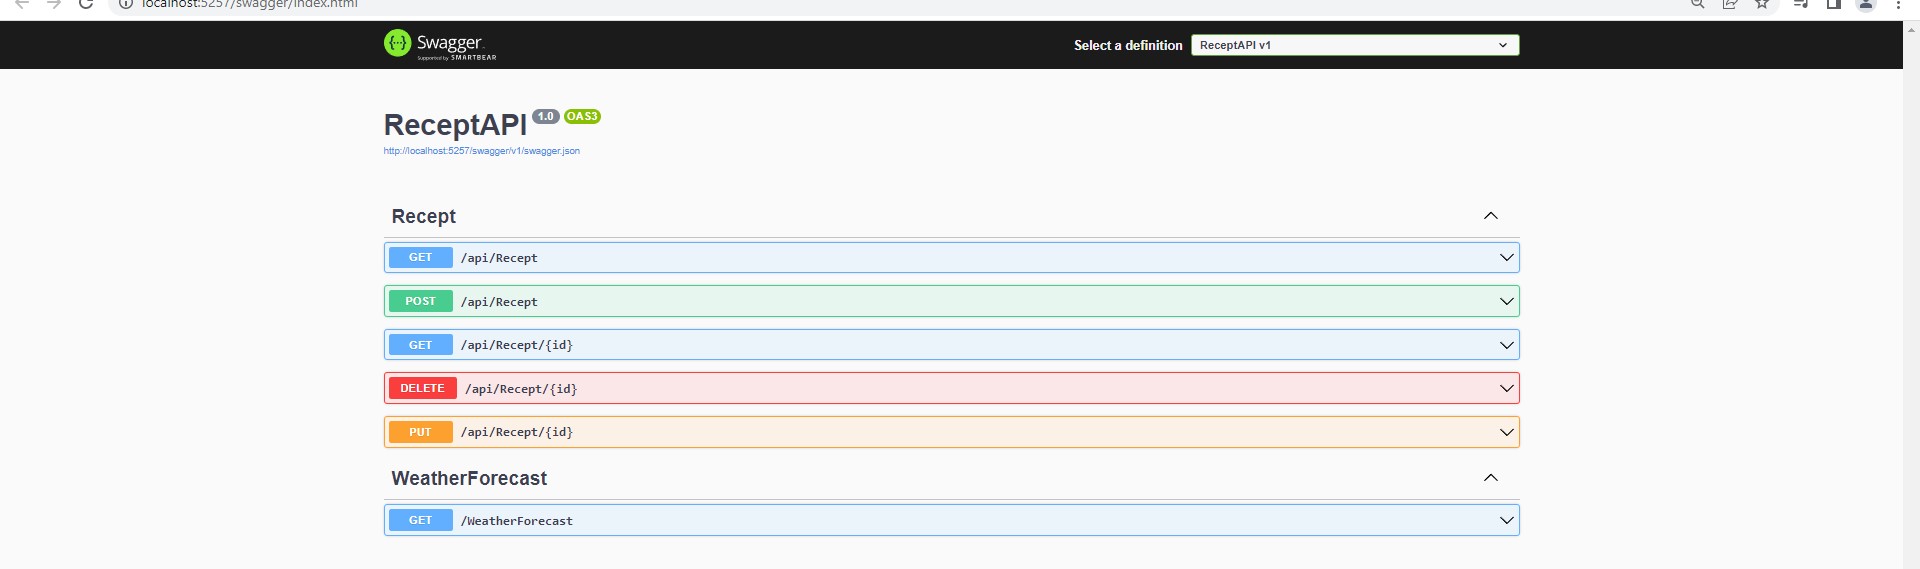 localhost:5257/swagger/index.html
Swagger
Supported by SMARTBEAR
Select a definition
ReceptAPI v1
ReceptAPI 1.0 OAS3
http://localhost:5257/swagger/v1/swagger.json
Recept
GET /api/Recept
POST /api/Recept
GET /api/Recept/{id}
DELETE /api/Recept/{id}
PUT /api/Recept/{id}
WeatherForecast
GET /WeatherForecast